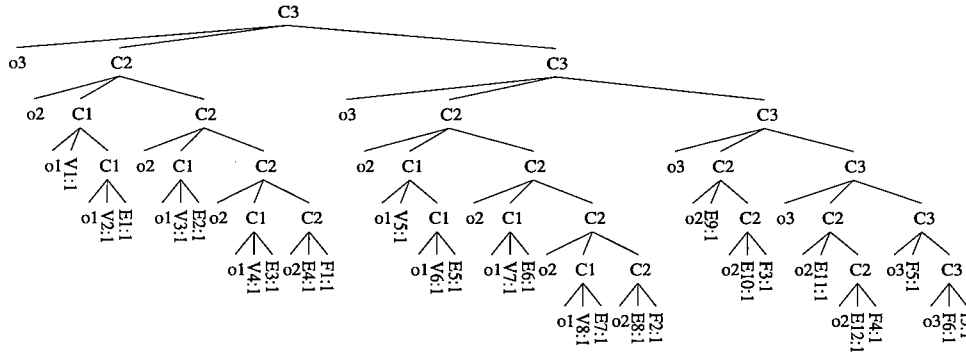 C3
o3 C2 C3
o2 C1 C2 o3 C2 C3
o1 V1:1 C1 o2 C1 C2 o2 C1 C2 o3 C2 C3
o1 V2:1 E1:1 o1 V3:1 E2:1 o2 C1 C2 o1 V5:1 C1 o2 C1 C2 o2 E9:1 C2 o3 C2 C3
o1 V4:1 E3:1 o2 E4:1 F1:1 o1 V6:1 E5:1 o1 V7:1 E6:1 o2 C1 C2 o2 E10:1 F3:1 o2 E11:1 C2 o3 F5:1 C3
o1 V8:1 E7:1 o2 E8:1 F2:1 o2 E12:1 F4:1 o3 F6:1